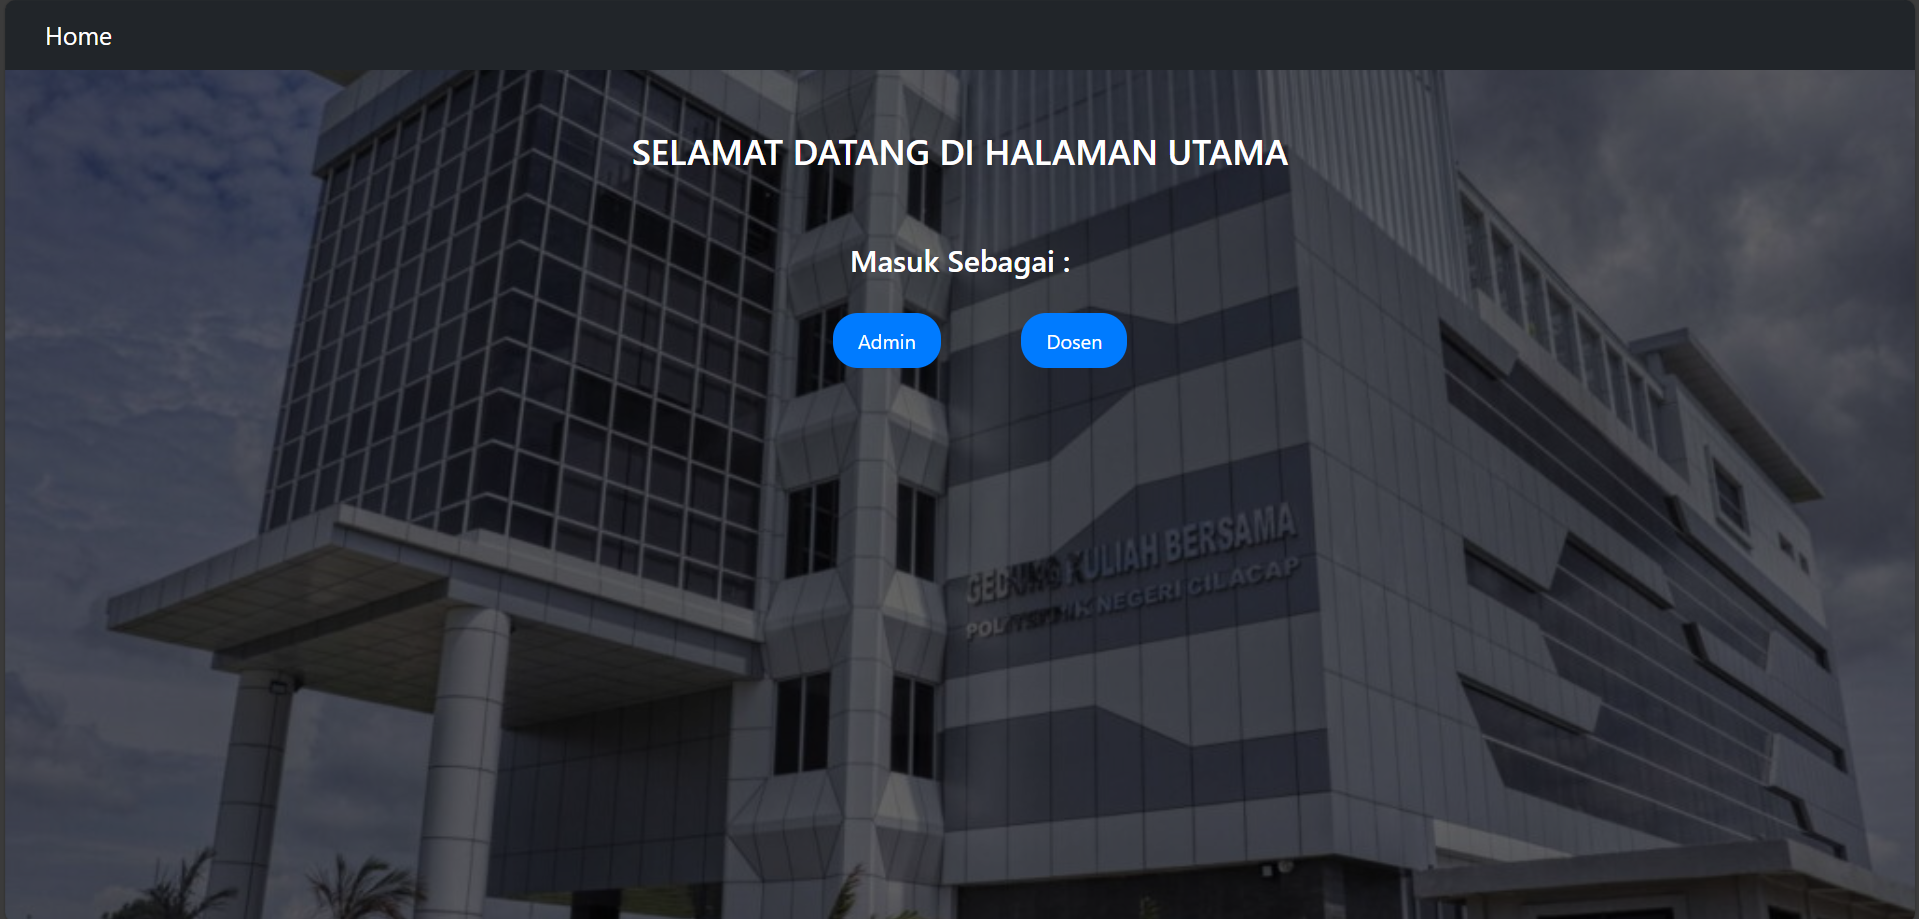 Home
SELAMAT DATANG DI HALAMAN UTAMA
Masuk Sebagai :
Admin
Dosen
GEDUNG KULIAH BERSAMA
POLITEKNIK NEGERI CILACAP